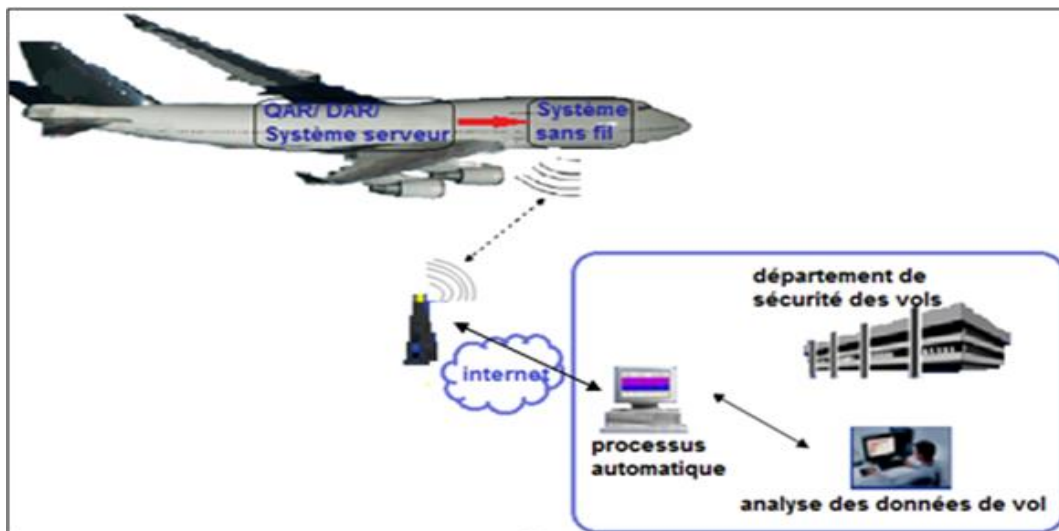 QAR/ DAR/
Système serveur
Système
sans fil
département de
sécurité des vols
internet
processus
automatique
analyse des données de vol